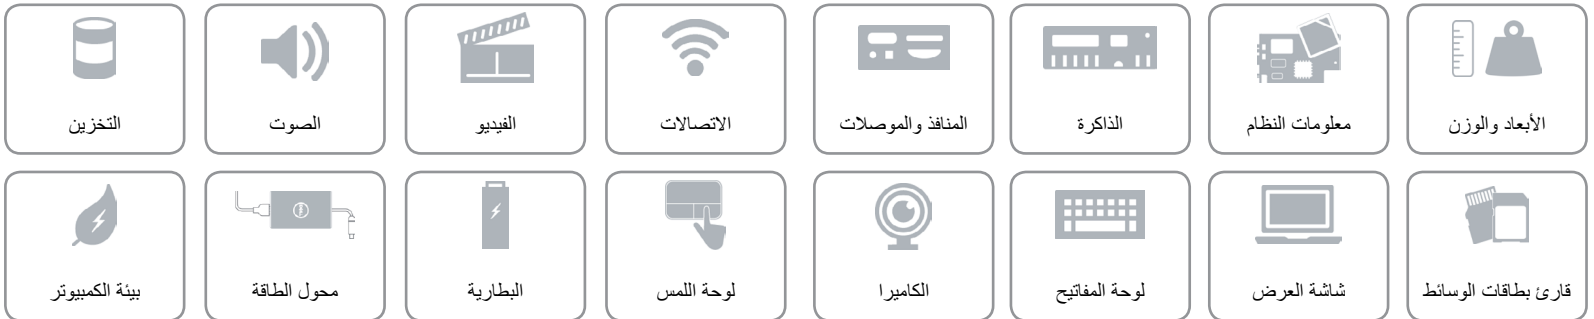 الأبعاد والوزن
معلومات النظام
الذاكرة
المنافذ والموصلات
الاتصالات
الفيديو
الصوت
التخزين
قارئ بطاقات الوسائط
شاشة العرض
لوحة المفاتيح
الكاميرا
لوحة اللمس
البطارية
محول الطاقة
بيئة الكمبيوتر